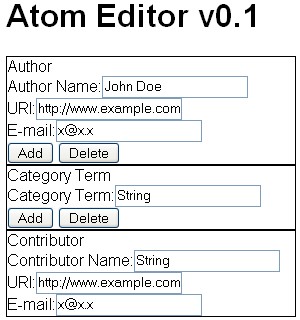 Atom Editor v0.1
Author
Author Name: John Doe
URI: http://www.example.com
E-mail: x@x.x
Add Delete
Category Term
Category Term: String
Add Delete
Contributor
Contributor Name: String
URI: http://www.example.com
E-mail: x@x.x